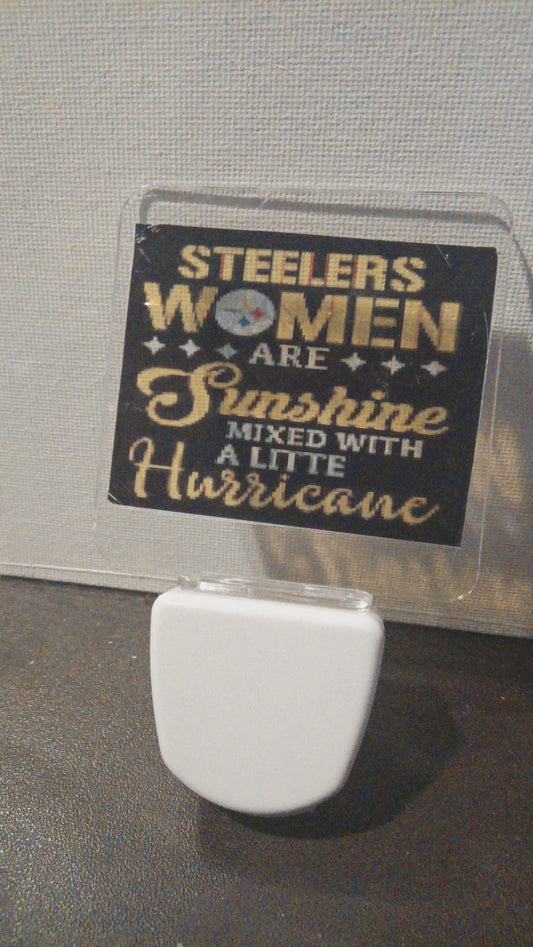 STEELERS
WOMEN
ARE
Sunshine
MIXED WITH
A LITTE
Hurricane